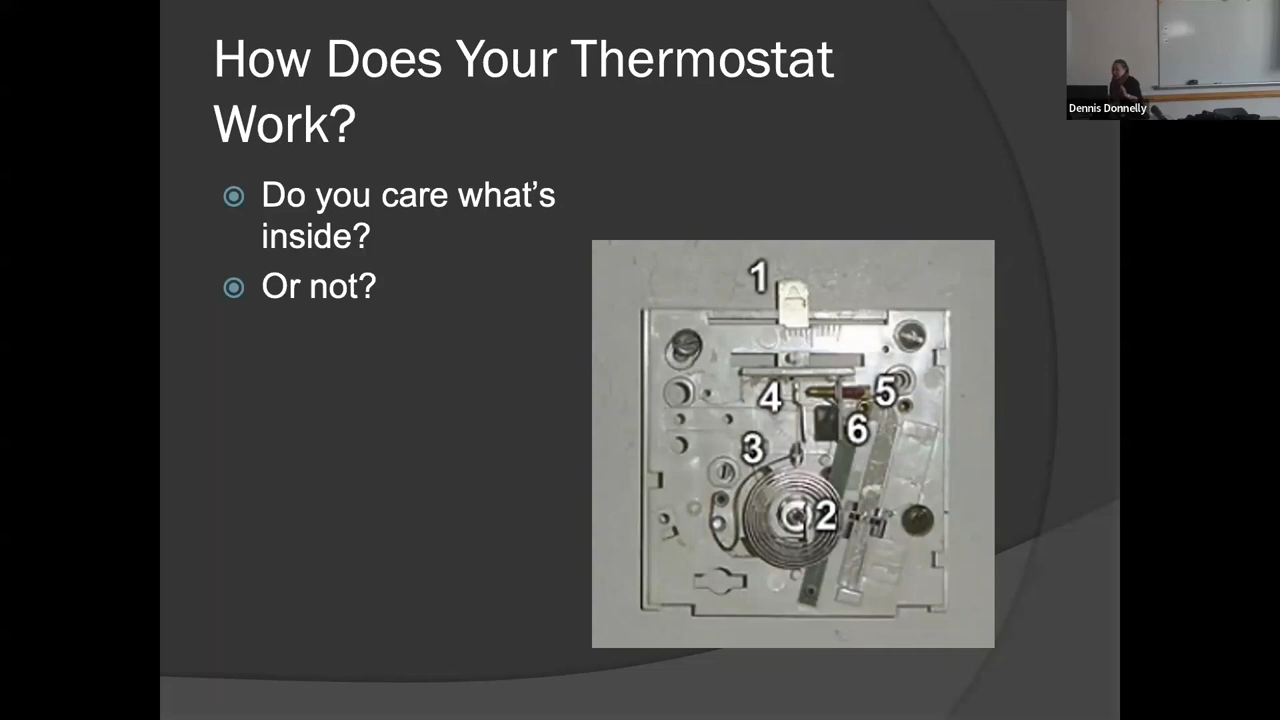 How Does Your Thermostat
Work?
Do you care what's
inside?
Or not?
Dennis Donnelly
1
4
5
6
3
2